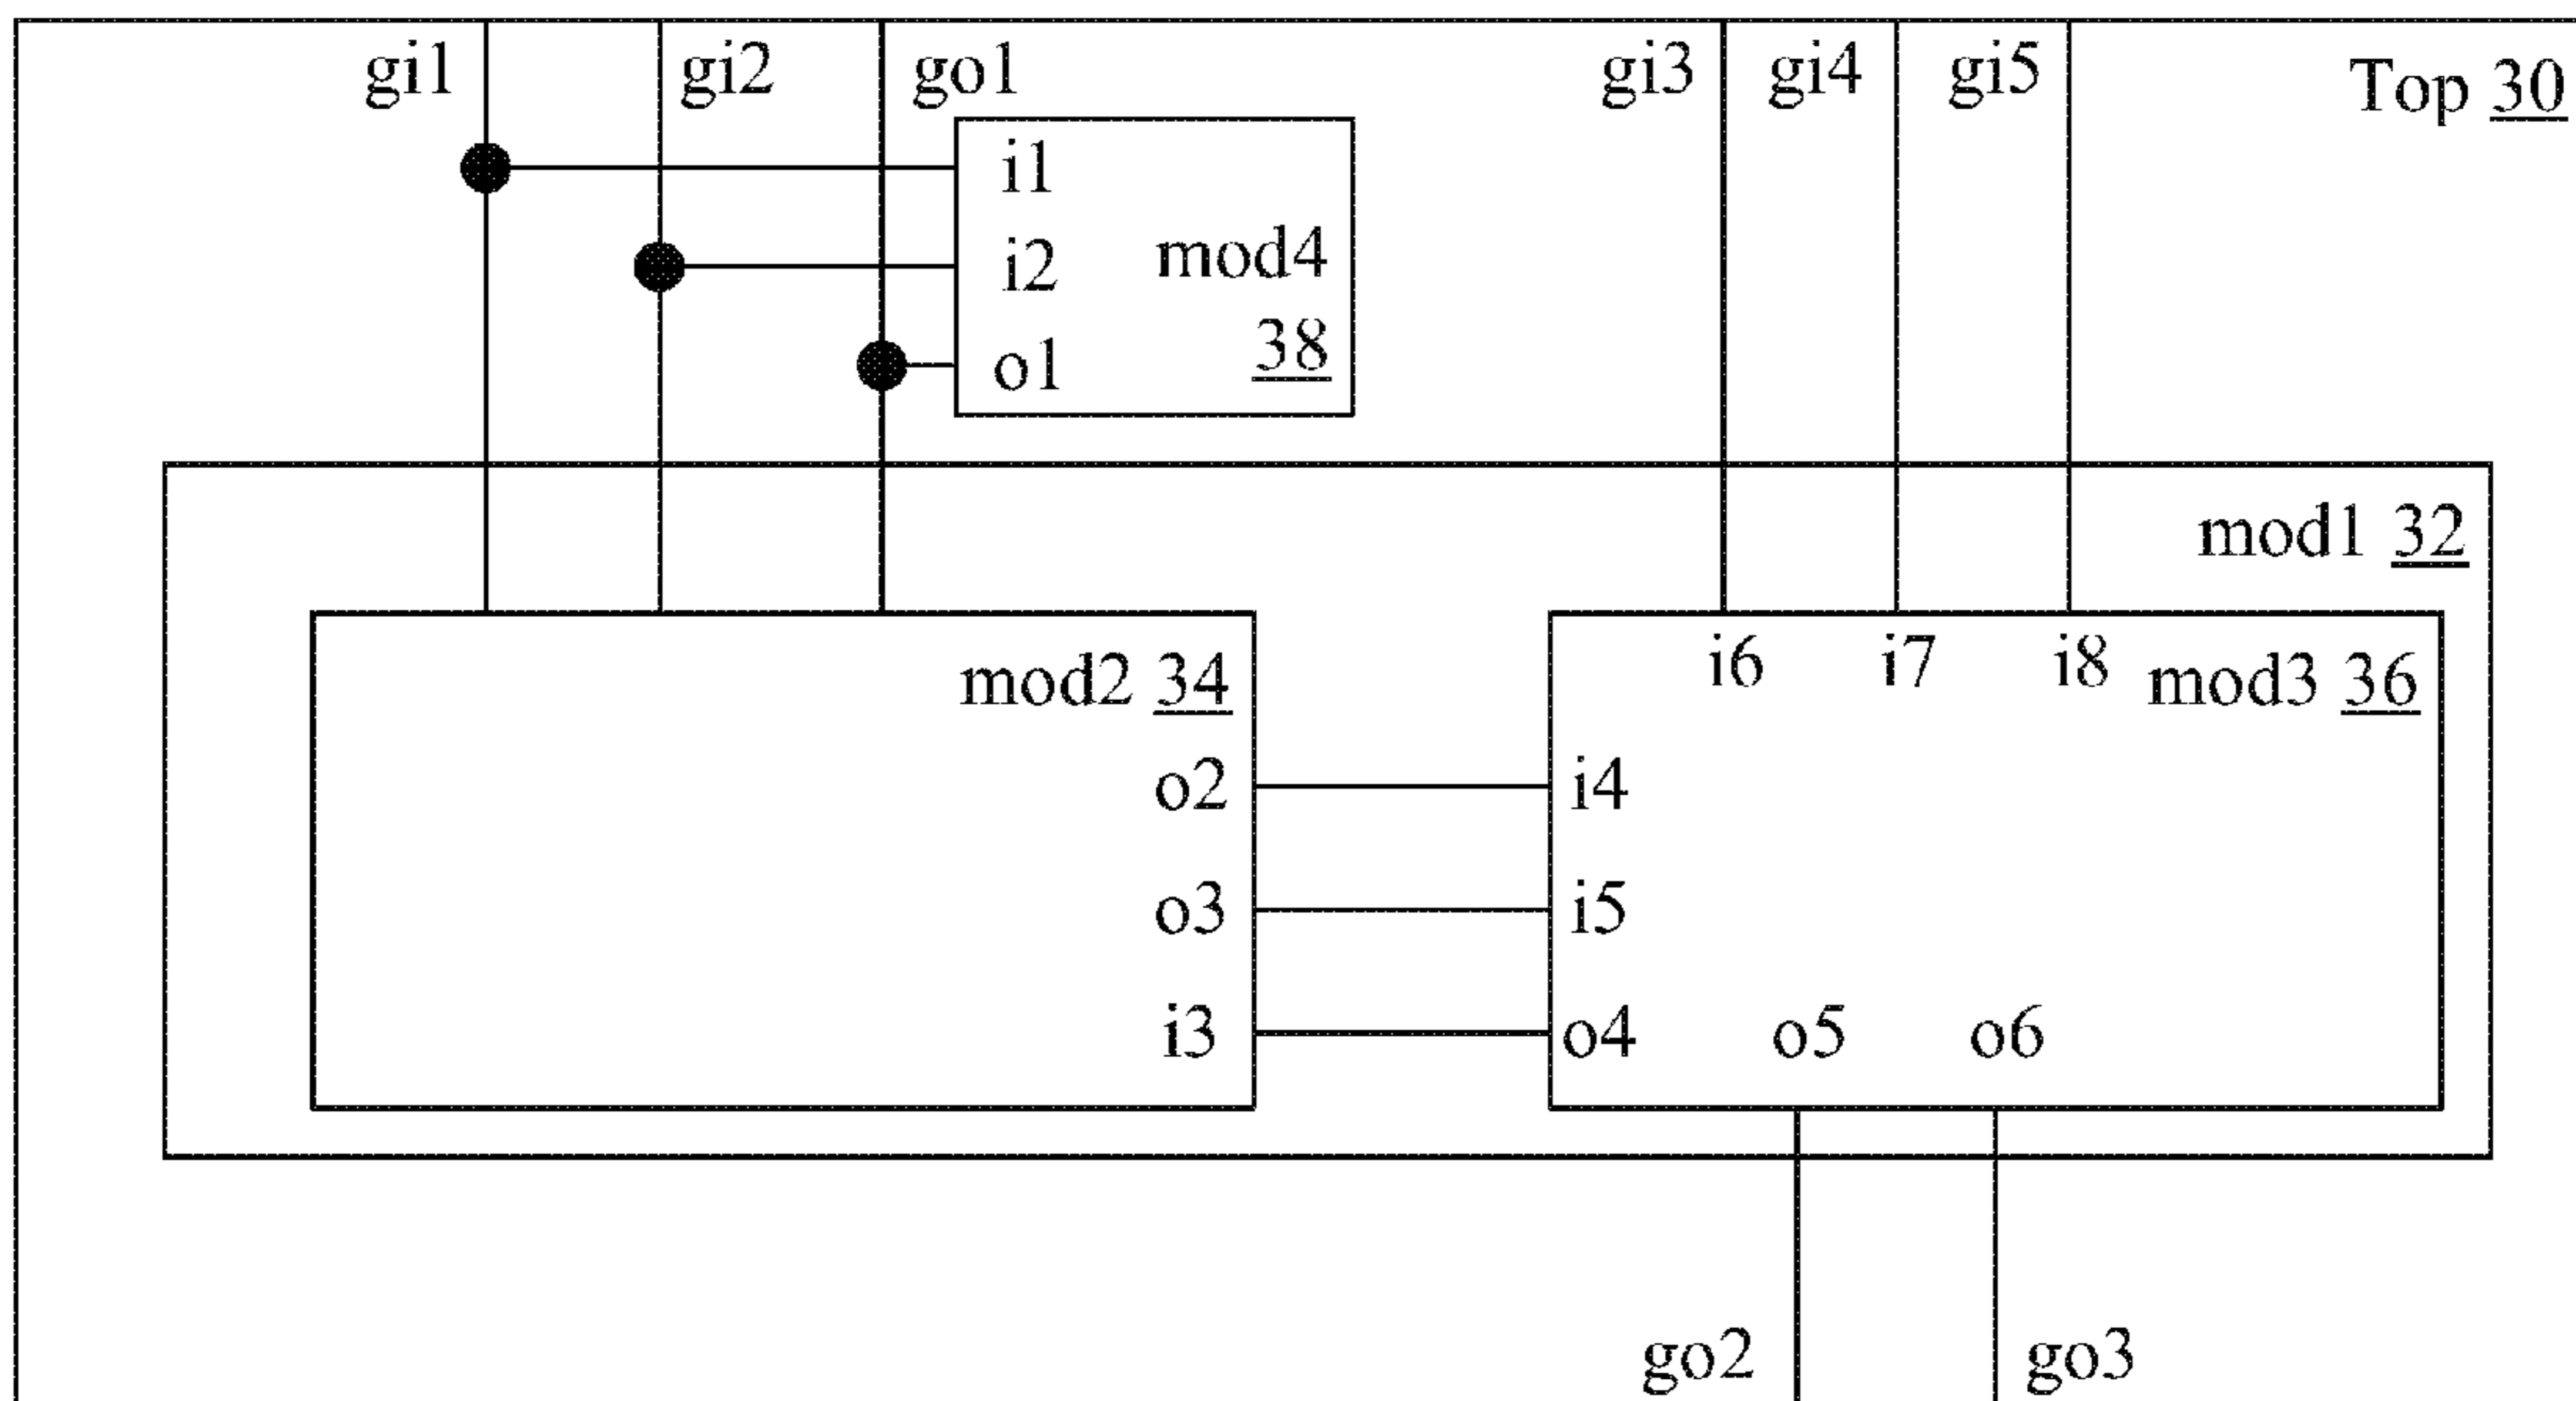 gi1 gi2 go1 gi3 gi4 gi5 Top 30
i1
i2 mod4
o1 38
mod1 32
mod2 34 i6 i7 i8 mod3 36
o2 i4
o3 i5
i3 o4 o5 o6
go2 go3